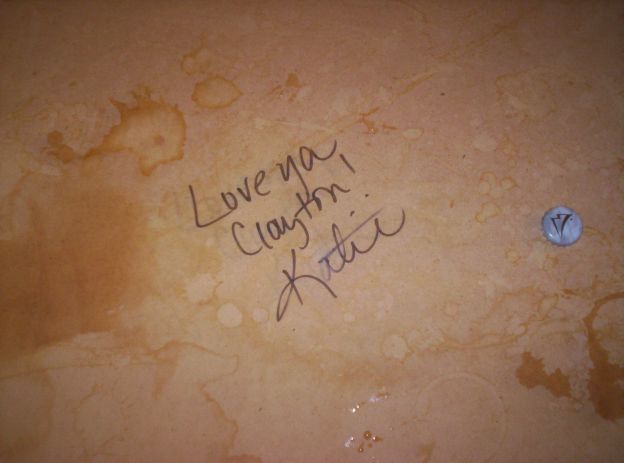 Love ya,
Clayton!
Katie